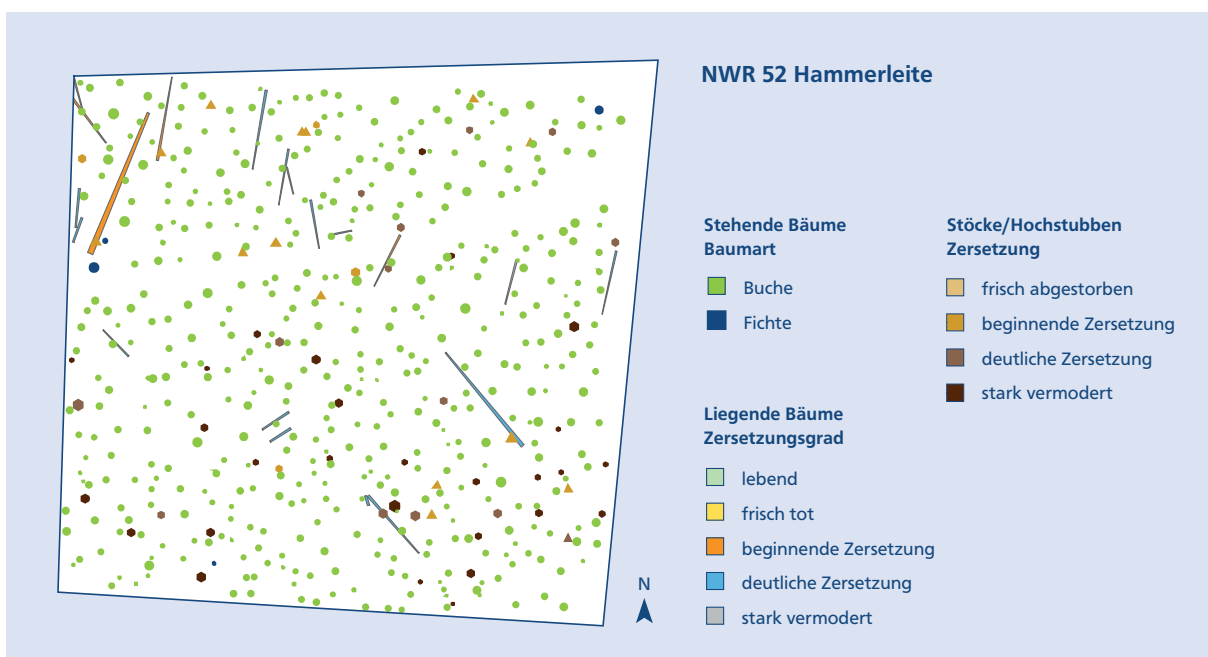 NWR 52 Hammerleite
Stehende Bäume
Baumart
Buche
Fichte
Liegende Bäume
Zersetzungsgrad
lebend
frisch tot
beginnende Zersetzung
deutliche Zersetzung
stark vermodert
Stöcke/Hochstubben
Zersetzung
frisch abgestorben
beginnende Zersetzung
deutliche Zersetzung
stark vermodert
N